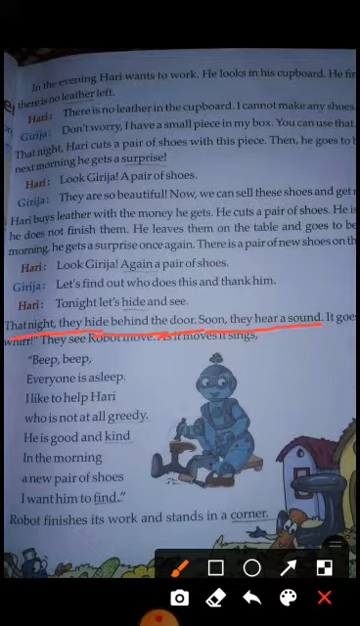 In the evening Hari wants to work. He looks in his cupboard. He
there is no leather left.
Hari: There is no leather in the cupboard. I cannot make any shoes
Girija: Don't worry, I have a small piece in my box. You can use that.
That night, Hari cuts a pair of shoes with this piece. Then, he goes to
next morning he gets a surprise!
Hari: Look Girija! A pair of shoes.
Girija: They are so beautiful! Now, we can sell these shoes and get
Hari buys leather with the money he gets. He cuts a pair of shoes. He
he does not finish them. He leaves them on the table and goes to
morning, he gets a surprise once again. There is a pair of new shoes on
Hari: Look Girija! Again a pair of shoes.
Girija: Let's find out who does this and thank him.
Hari: Tonight let's hide and see.
That night, they hide behind the door. Soon, they hear a sound. It goes
They see Robot move. As it moves it sings,
"Beep, beep,
Everyone is asleep.
I like to help Hari
who is not at all greedy.
He is good and kind
In the morning
a new pair of shoes
I want him to find."
Robot finishes its work and stands in a corner.